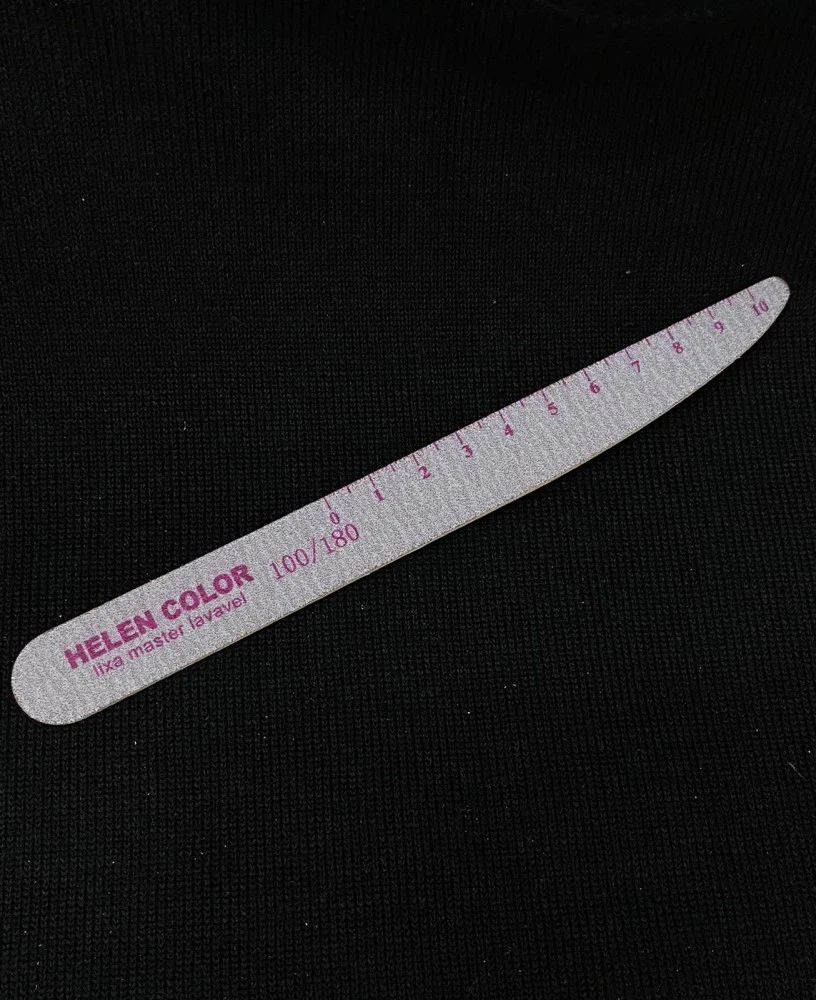 HELEN COLOR
lixa master lavavel
100/180
0 1 2 3 4 5 6 7 8 9 10